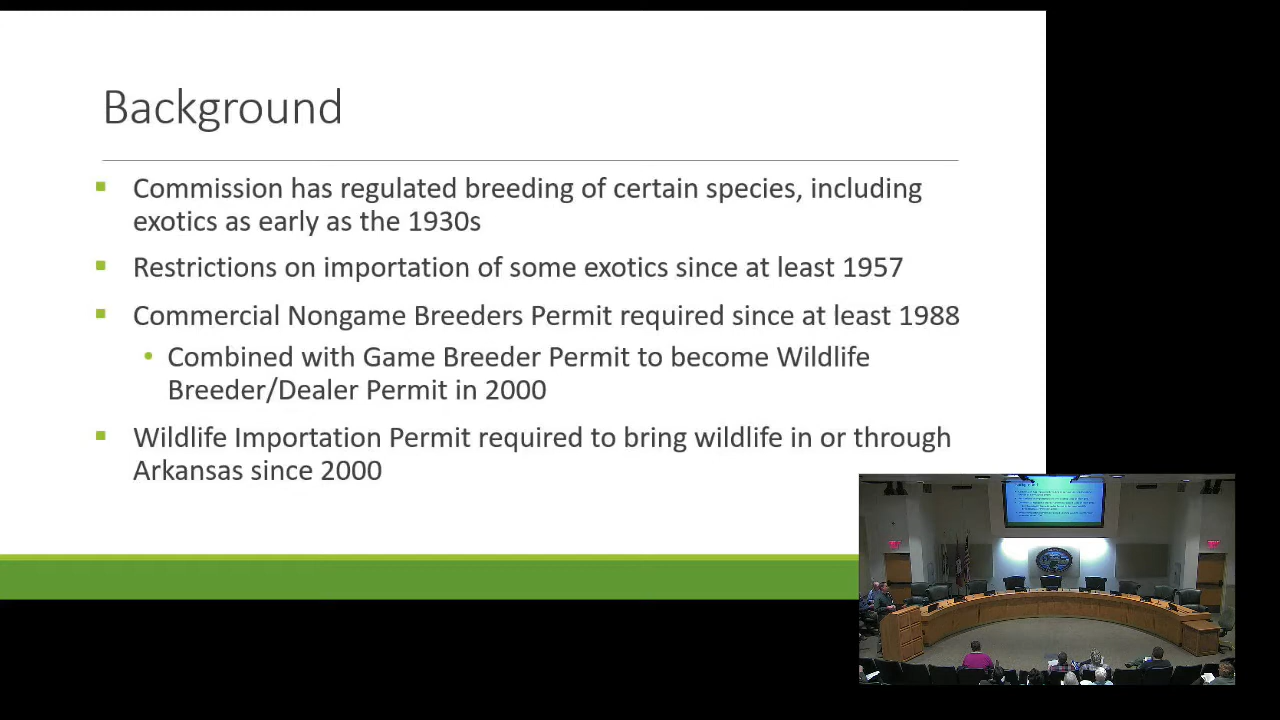 Background
Commission has regulated breeding of certain species, including
exotics as early as the 1930s
Restrictions on importation of some exotics since at least 1957
Commercial Nongame Breeders Permit required since at least 1988
Combined with Game Breeder Permit to become Wildlife
Breeder/Dealer Permit in 2000
Wildlife Importation Permit required to bring wildlife in or through
Arkansas since 2000